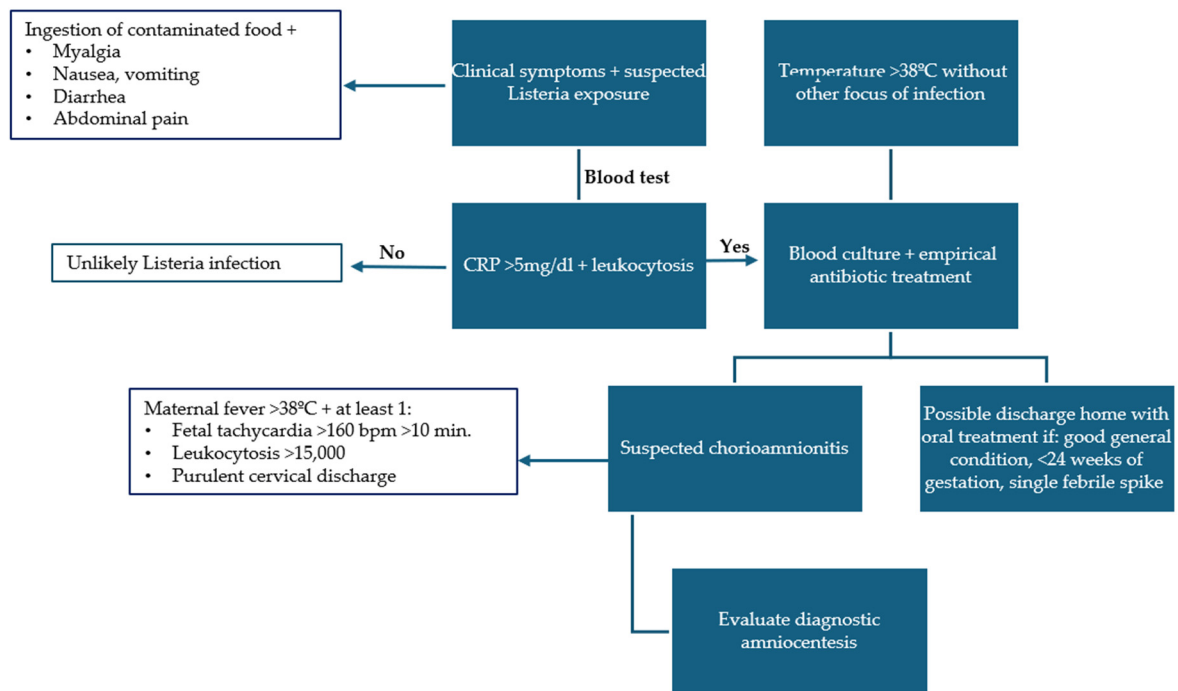 Ingestion of contaminated food +
• Myalgia
• Nausea, vomiting
• Diarrhea
• Abdominal pain
Clinical symptoms + suspected
Listeria exposure
Temperature >38ºC without
other focus of infection
Blood test
Unlikely Listeria infection
No
CRP >5mg/dl + leukocytosis
Yes
Blood culture + empirical
antibiotic treatment
Maternal fever >38ºC + at least 1:
• Fetal tachycardia >160 bpm >10 min.
• Leukocytosis >15,000
• Purulent cervical discharge
Suspected chorioamnionitis
Possible discharge home with
oral treatment if: good general
condition, <24 weeks of
gestation, single febrile spike
Evaluate diagnostic
amniocentesis